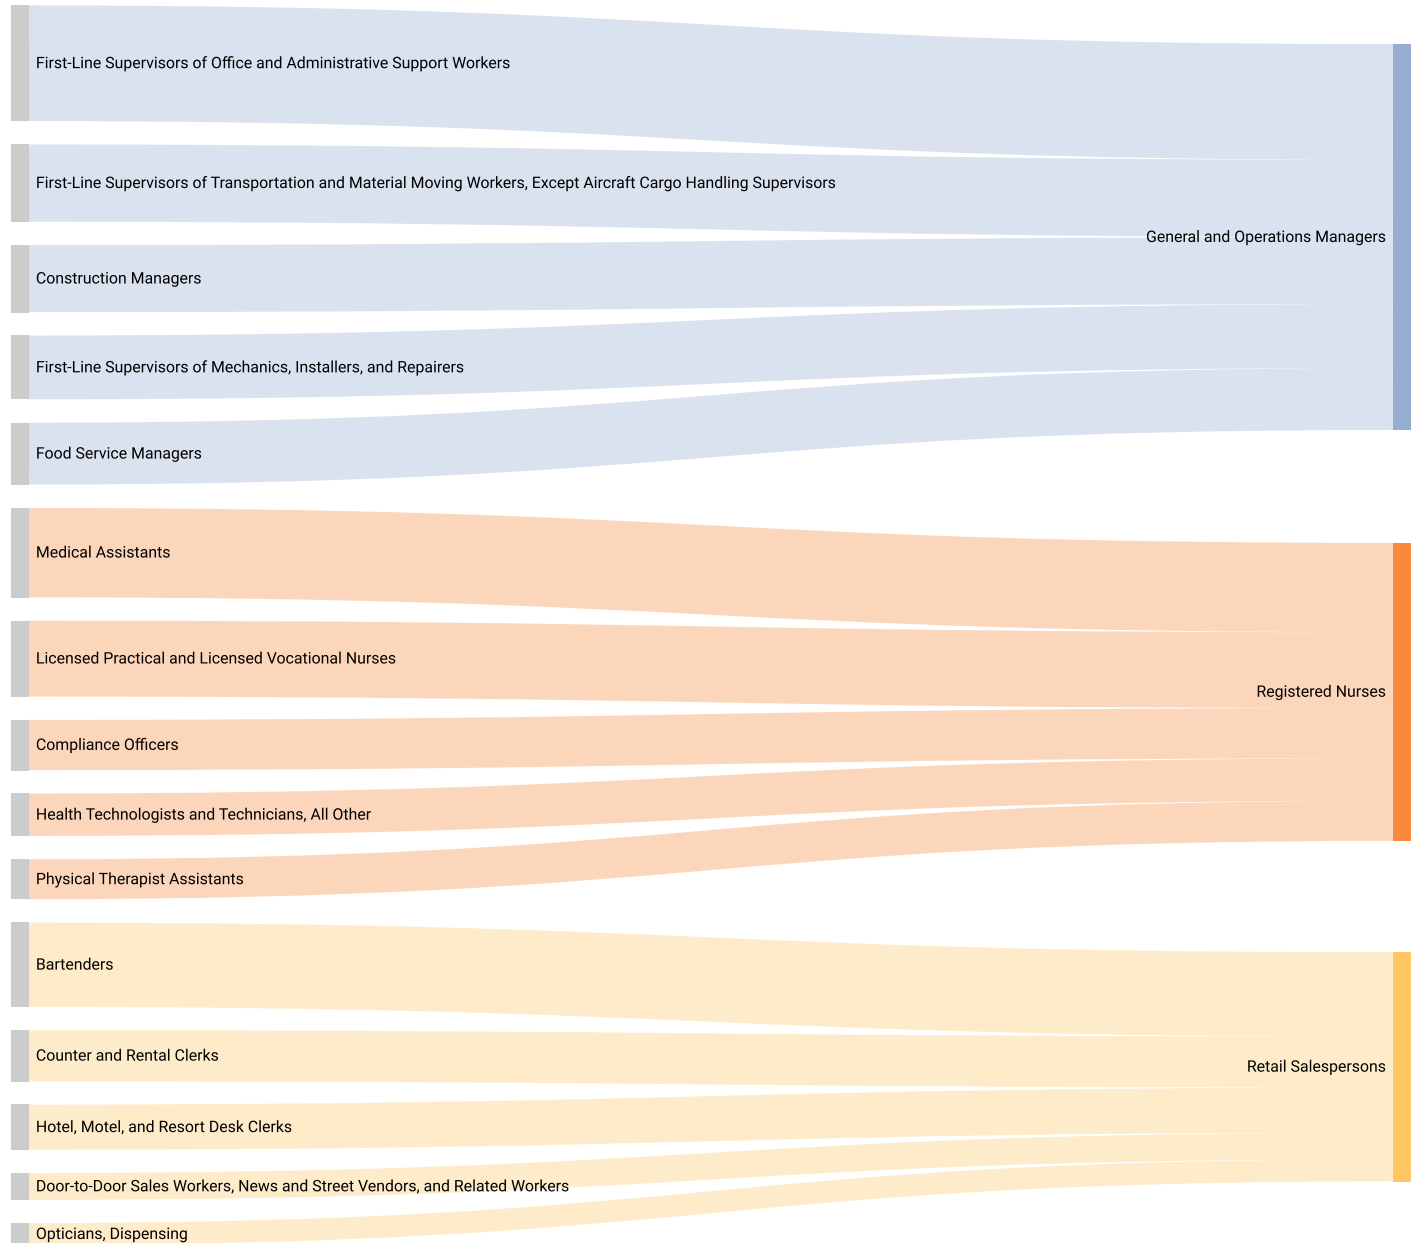 First-Line Supervisors of Office and Administrative Support Workers
First-Line Supervisors of Transportation and Material Moving Workers, Except Aircraft Cargo Handling Supervisors
General and Operations Managers
Construction Managers
First-Line Supervisors of Mechanics, Installers, and Repairers
Food Service Managers
Medical Assistants
Licensed Practical and Licensed Vocational Nurses
Registered Nurses
Compliance Officers
Health Technologists and Technicians, All Other
Physical Therapist Assistants
Bartenders
Counter and Rental Clerks
Retail Salespersons
Hotel, Motel, and Resort Desk Clerks
Door-to-Door Sales Workers, News and Street Vendors, and Related Workers
Opticians, Dispensing